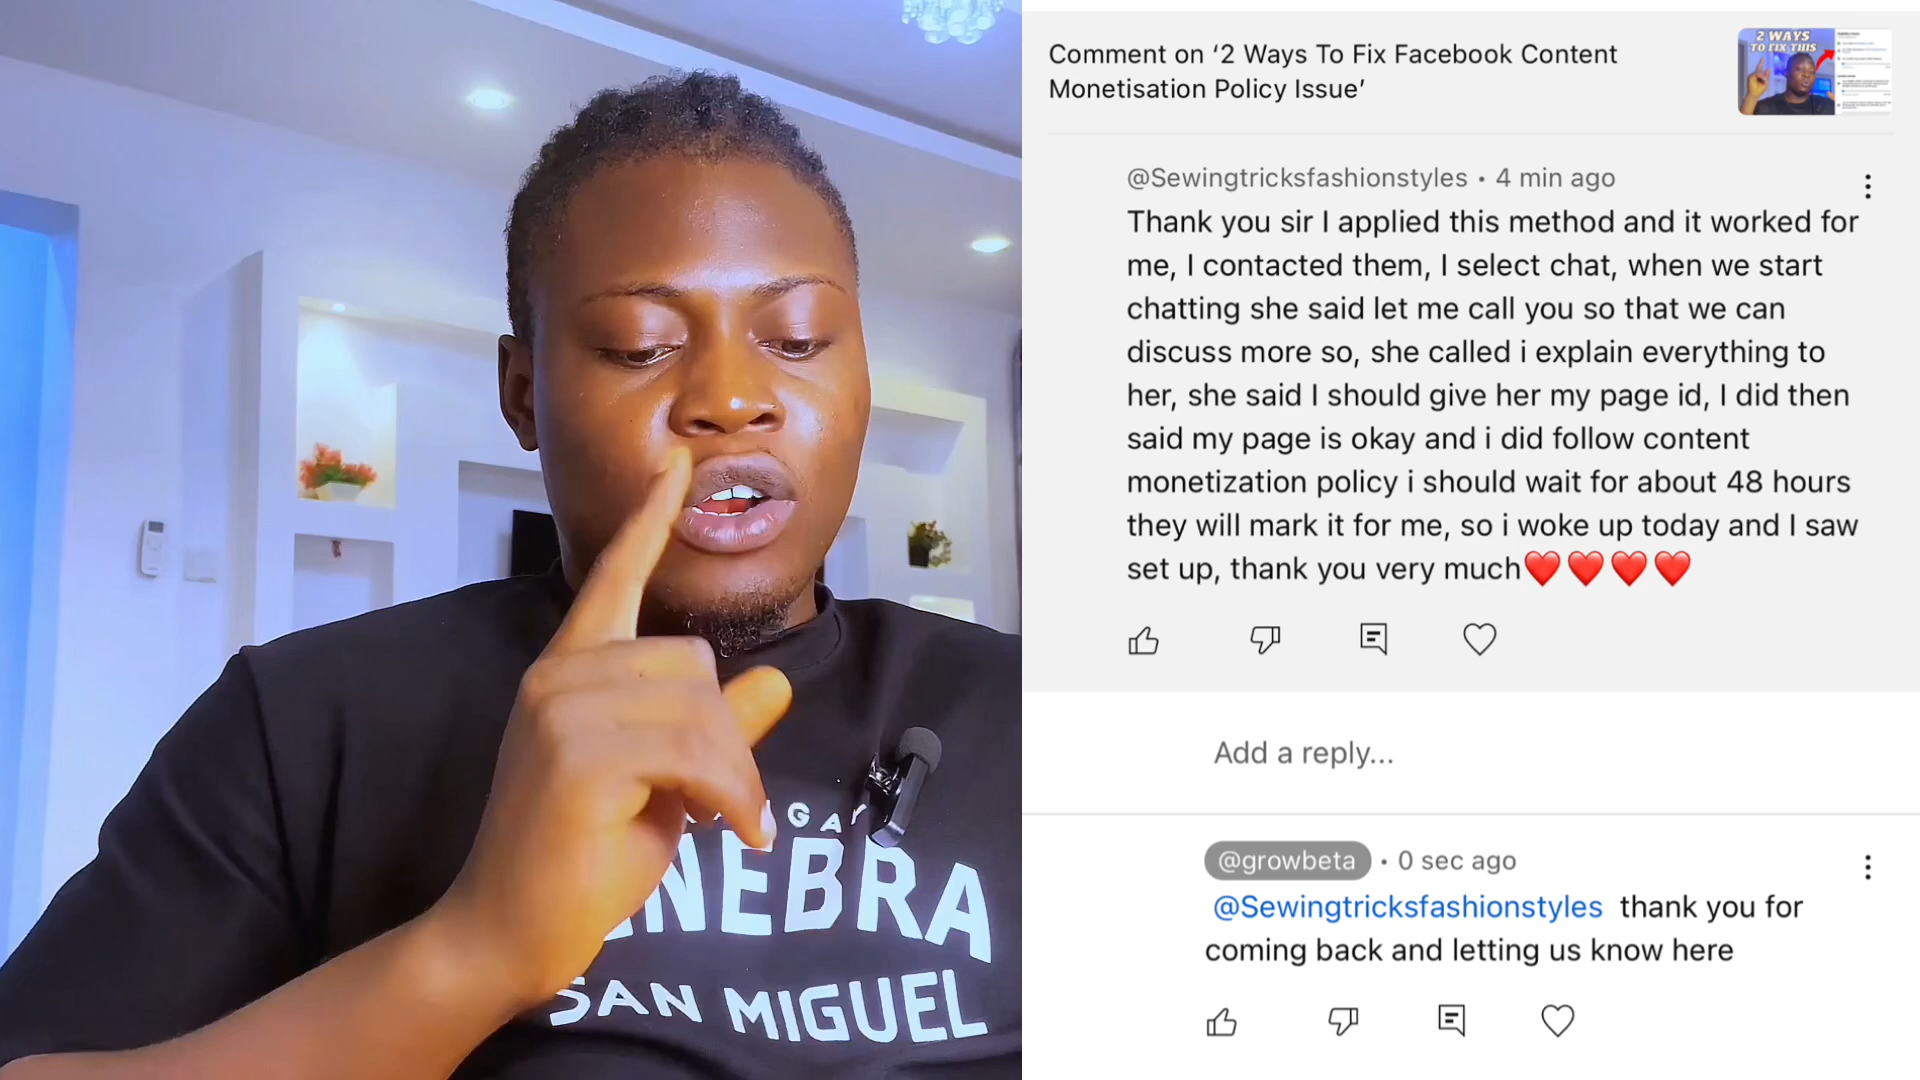 GA
NEBRA
SAN MIGUEL
Comment on ‘2 Ways To Fix Facebook Content
Monetisation Policy Issue’
2 WAYS
TO FIX THIS
@Sewingtricksfashionstyles • 4 min ago
Thank you sir I applied this method and it worked for
me, I contacted them, I select chat, when we start
chatting she said let me call you so that we can
discuss more so, she called i explain everything to
her, she said I should give her my page id, I did then
said my page is okay and i did follow content
monetization policy i should wait for about 48 hours
they will mark it for me, so i woke up today and I saw
set up, thank you very much❤️❤️❤️❤️
Add a reply...
@growbeta • 0 sec ago
@Sewingtricksfashionstyles thank you for
coming back and letting us know here